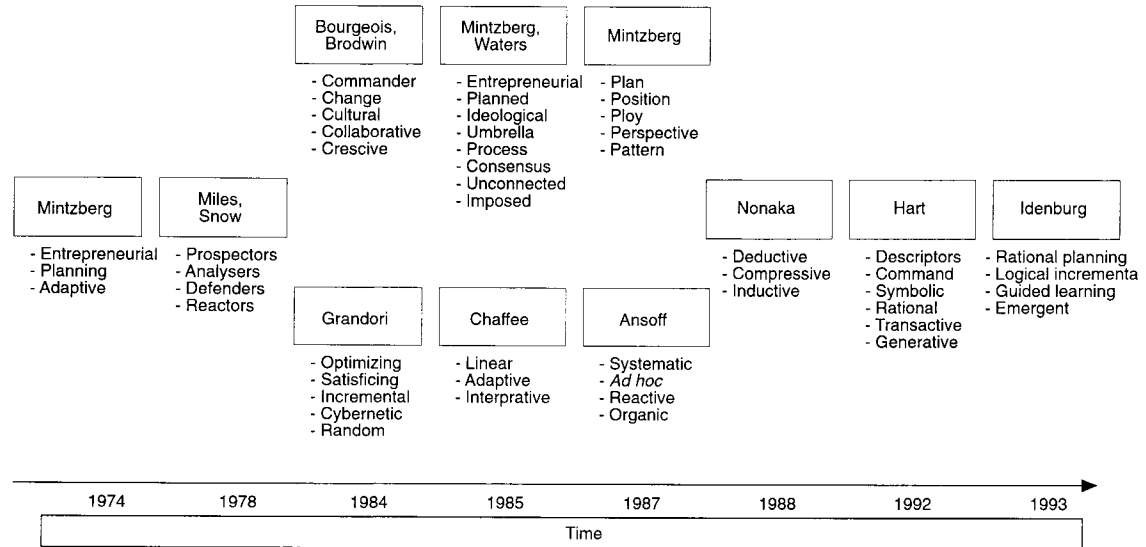 Bourgeois,
Brodwin
- Commander
- Change
- Cultural
- Collaborative
- Crescive
Mintzberg,
Waters
- Entrepreneurial
- Planned
- Ideological
- Umbrella
- Process
- Consensus
- Unconnected
- Imposed
Mintzberg
- Plan
- Position
- Ploy
- Perspective
- Pattern
Mintzberg
- Entrepreneurial
- Planning
- Adaptive
Miles,
Snow
- Prospectors
- Analysers
- Defenders
- Reactors
Nonaka
- Deductive
- Compressive
- Inductive
Hart
- Descriptors
- Command
- Symbolic
- Rational
- Transactive
- Generative
Idenburg
- Rational planning
- Logical incrementa
- Guided learning
- Emergent
Grandori
- Optimizing
- Satisficing
- Incremental
- Cybernetic
- Random
Chaffee
- Linear
- Adaptive
- Interprative
Ansoff
- Systematic
- Ad hoc
- Reactive
- Organic
1974 1978 1984 1985 1987 1988 1992 1993
Time